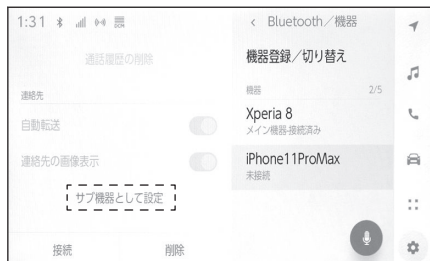 1:31
通話履歴の削除
連絡先
自動転送
連絡先の画像表示
サブ機器として設定
接続
削除
Bluetooth／機器
機器登録／切り替え
機器
2/5
Xperia 8
メイン機器-接続済み
iPhone11ProMax
未接続